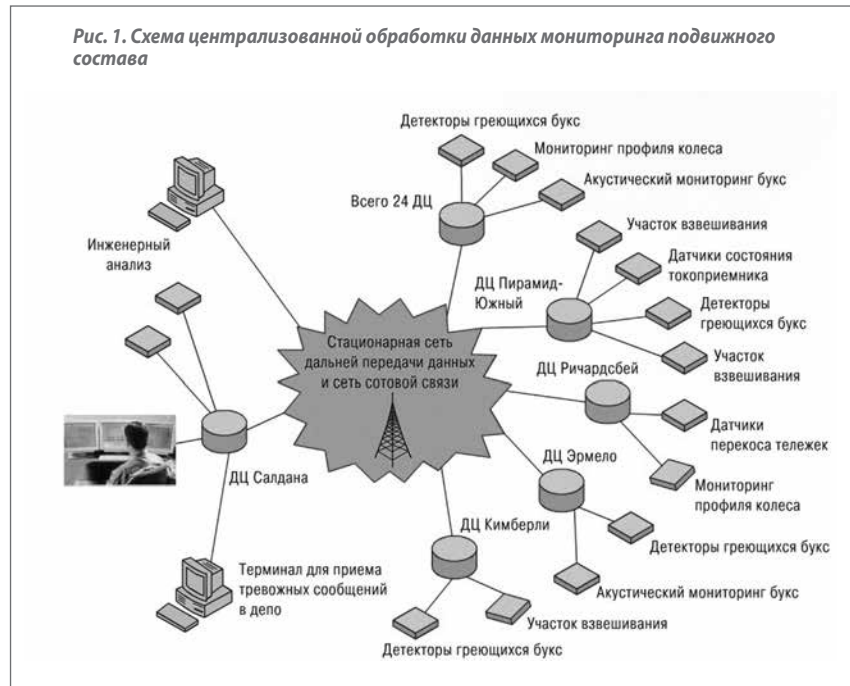 Рис. 1. Схема централизованной обработки данных мониторинга подвижного
состава
Детекторы греющихся букс
Мониторинг профиля колеса
Акустический мониторинг букс
Всего 24 ДЦ
Участок взвешивания
Датчики состояния
токоприемника
Инженерный
анализ
ДЦ Пирамид-
Южный
Детекторы
греющихся букс
Участок
взвешивания
Стационарная сеть
дальней передачи данных
и сеть сотовой связи
ДЦ Ричардсбей
Датчики
перекоса тележек
ДЦ Эрмело
Мониторинг
профиля колеса
ДЦ Салдана
ДЦ Кимберли
Детекторы греющихся букс
Терминал для приема
тревожных сообщений
в депо
Акустический мониторинг букс
Участок взвешивания
Детекторы греющихся букс